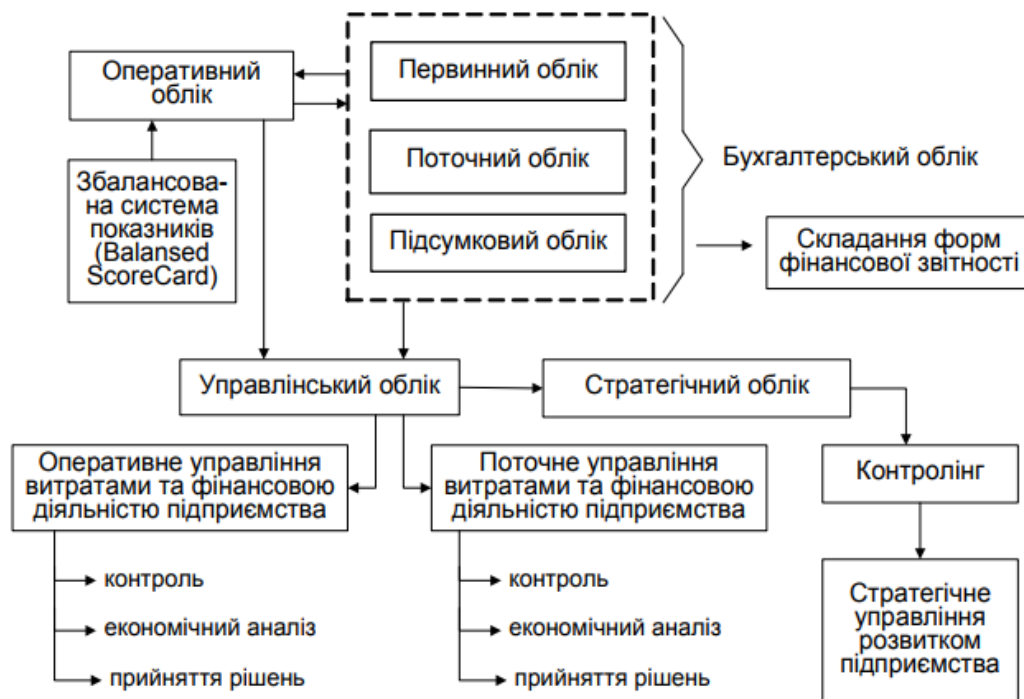 Оперативний
облік
Первинний облік
Поточний облік
Підсумковий облік
Бухгалтерський облік
Збалансова-
на система
показників
(Balansed
ScoreCard)
Складання форм
фінансової звітності
Управлінський облік
Стратегічний облік
Оперативне управління
витратами та фінансовою
діяльністю підприємства
Поточне управління
витратами та фінансовою
діяльністю підприємства
Контролінг
контроль
економічний аналіз
прийняття рішень
контроль
економічний аналіз
прийняття рішень
Стратегічне
управління
розвитком
підприємства